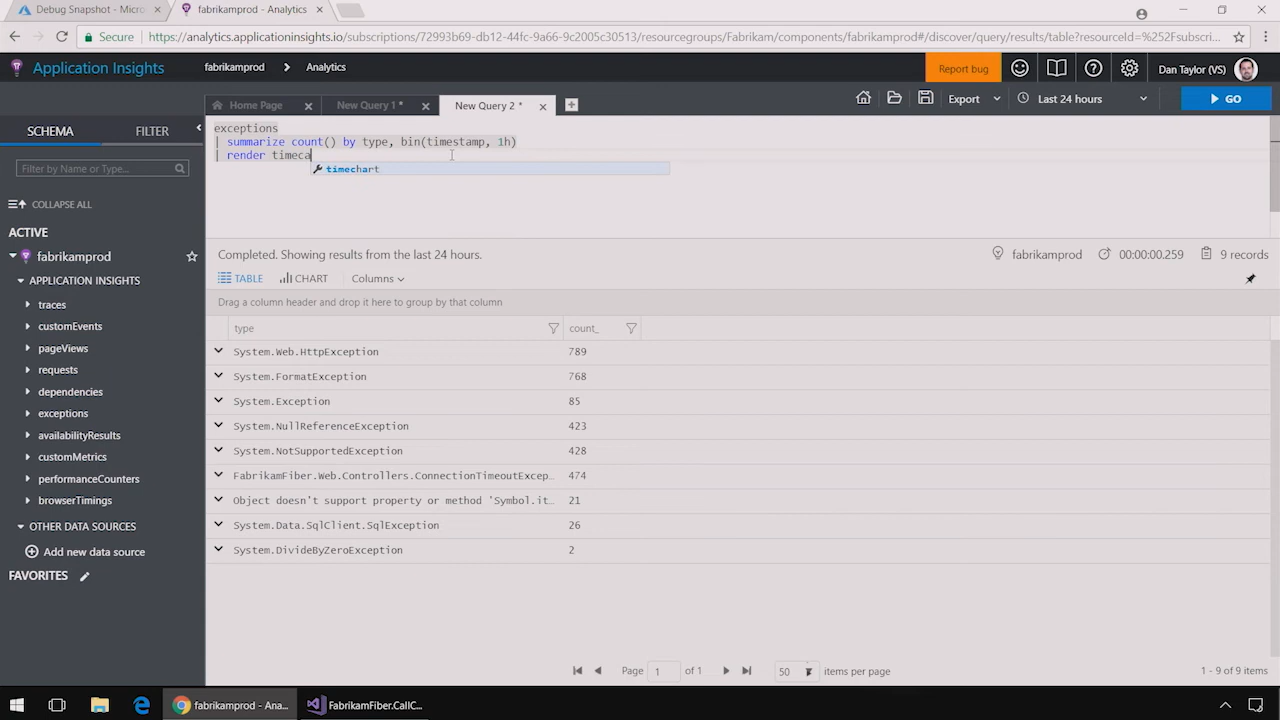 Debug Snapshot - Micro
fabrikamprod - Analytics
Secure
https://analytics.applicationinsights.io/subscriptions/72993b69-db12-44fc-9a66-9c2005c30513/resourcegroups/Fabrikam/components/fabrikamprod#/discover/query/results/table?resourceId=%252Fsubscri...
Application Insights
fabrikamprod
Analytics
Report bug
Dan Taylor (VS)
SCHEMA
FILTER
Home Page
New Query 1 *
New Query 2 *
Export
Last 24 hours
GO
Filter by Name or Type...
COLLAPSE ALL
ACTIVE
fabrikamprod
APPLICATION INSIGHTS
traces
customEvents
pageViews
requests
dependencies
exceptions
availabilityResults
customMetrics
performanceCounters
browserTimings
OTHER DATA SOURCES
Add new data source
FAVORITES
exceptions
| summarize count() by type, bin(timestamp, 1h)
| render timeca
timechart
Completed. Showing results from the last 24 hours.
fabrikamprod
00:00:00.259
9 records
TABLE
CHART
Columns
Drag a column header and drop it here to group by that column
type count_
System.Web.HttpException 789
System.FormatException 768
System.Exception 85
System.NullReferenceException 423
System.NotSupportedException 428
FabrikamFiber.Web.Controllers.ConnectionTimeoutExcep... 474
Object doesn't support property or method 'Symbol.it... 21
System.Data.SqlClient.SqlException 26
System.DivideByZeroException 2
Page 1 of 1
50 items per page
1 - 9 of 9 items
fabrikamprod - Ana...
FabrikamFiber.CallC...